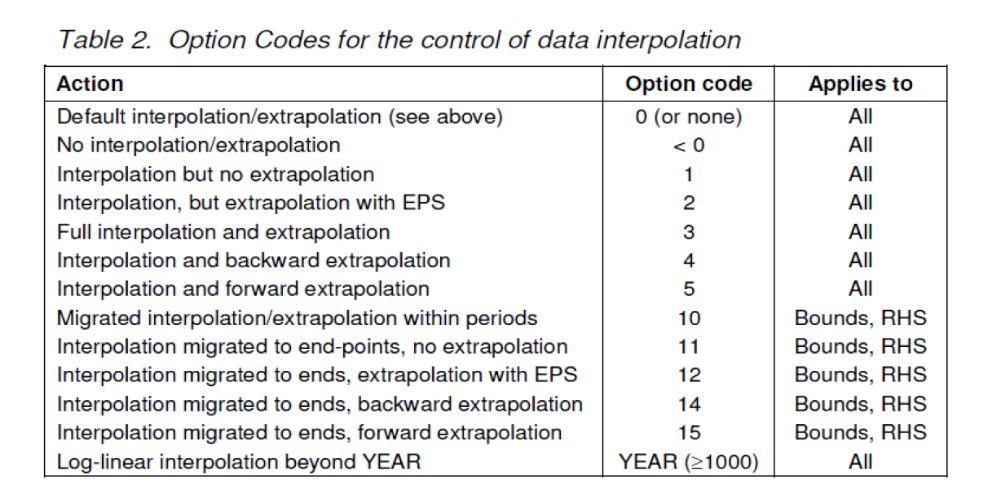 Table 2. Option Codes for the control of data interpolation
Action Option code Applies to
Default interpolation/extrapolation (see above) 0 (or none) All
No interpolation/extrapolation < 0 All
Interpolation but no extrapolation 1 All
Interpolation, but extrapolation with EPS 2 All
Full interpolation and extrapolation 3 All
Interpolation and backward extrapolation 4 All
Interpolation and forward extrapolation 5 All
Migrated interpolation/extrapolation within periods 10 Bounds, RHS
Interpolation migrated to end-points, no extrapolation 11 Bounds, RHS
Interpolation migrated to ends, extrapolation with EPS 12 Bounds, RHS
Interpolation migrated to ends, backward extrapolation 14 Bounds, RHS
Interpolation migrated to ends, forward extrapolation 15 Bounds, RHS
Log-linear interpolation beyond YEAR YEAR (≥1000) All